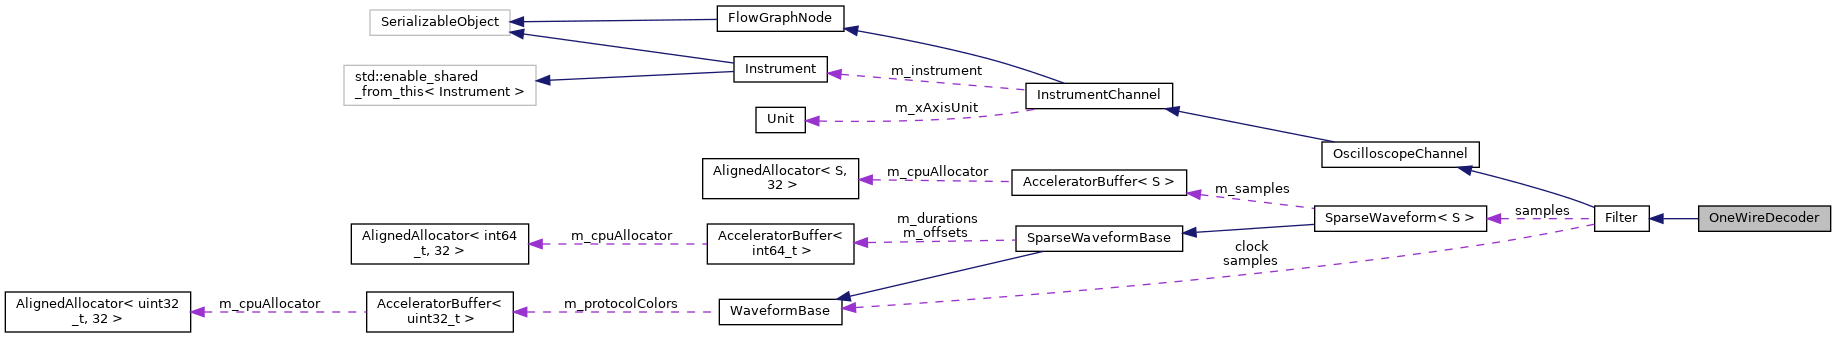 SerializableObject
FlowGraphNode
std::enable_shared
_from_this< Instrument >
Instrument
m_instrument
InstrumentChannel
Unit
m_xAxisUnit
OscilloscopeChannel
AlignedAllocator< S,
32 >
m_cpuAllocator
AcceleratorBuffer< S >
m_samples
SparseWaveform< S >
samples
Filter
OneWireDecoder
AlignedAllocator< int64
_t, 32 >
m_cpuAllocator
AcceleratorBuffer<
int64_t >
m_durations
m_offsets
SparseWaveformBase
clock
samples
AlignedAllocator< uint32
_t, 32 >
m_cpuAllocator
AcceleratorBuffer<
uint32_t >
m_protocolColors
WaveformBase